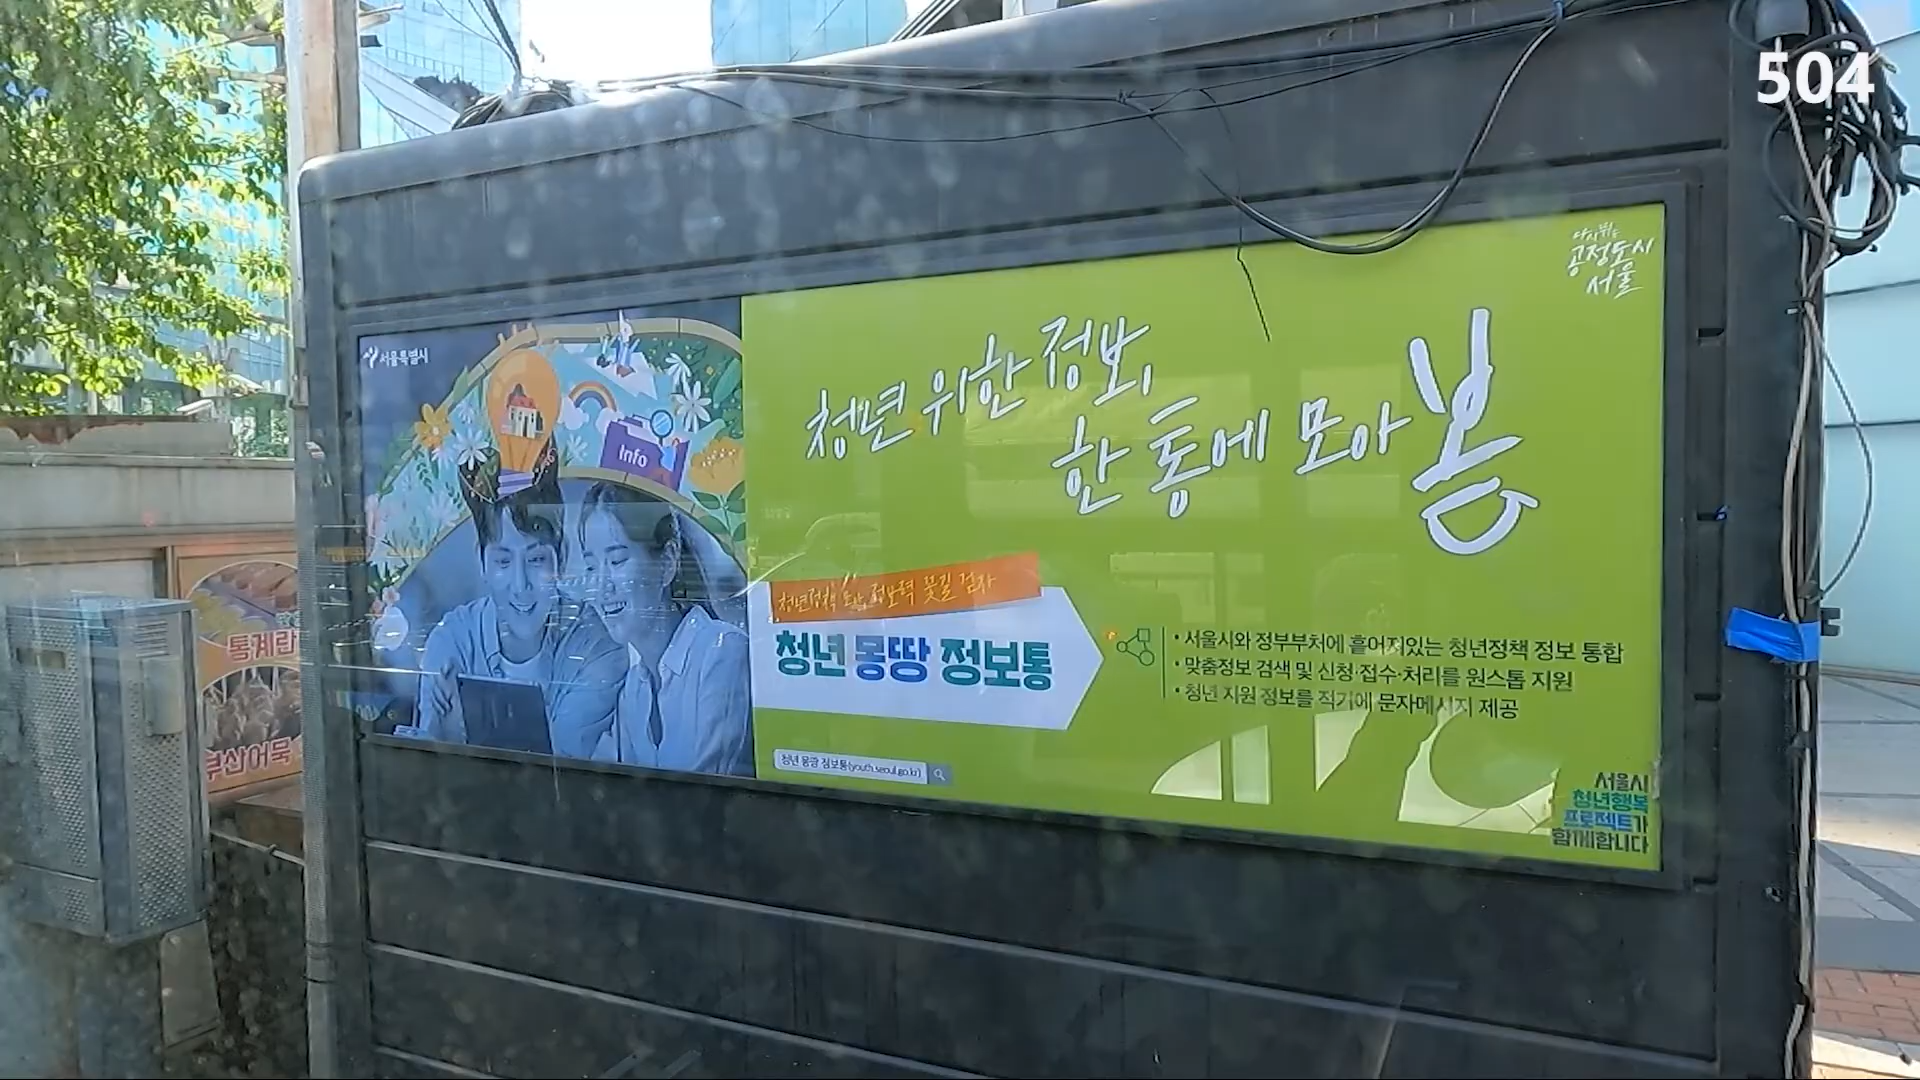 504
다시 뛰는
공정도시
서울
서울특별시
Info
청년 위한 정보,
한 통에 모아 봄
청년정책 모아 정보력 꽃길 걷자
청년 몽땅 정보통
• 서울시와 정부부처에 흩어져있는 청년정책 정보 통합
• 맞춤정보 검색 및 신청·접수·처리를 원스톱 지원
• 청년 지원 정보를 적기에 문자메시지 제공
청년 몽땅 정보통(youth.seoul.go.kr)
서울시
청년행복
프로젝트가
함께합니다
통계란
부산어묵